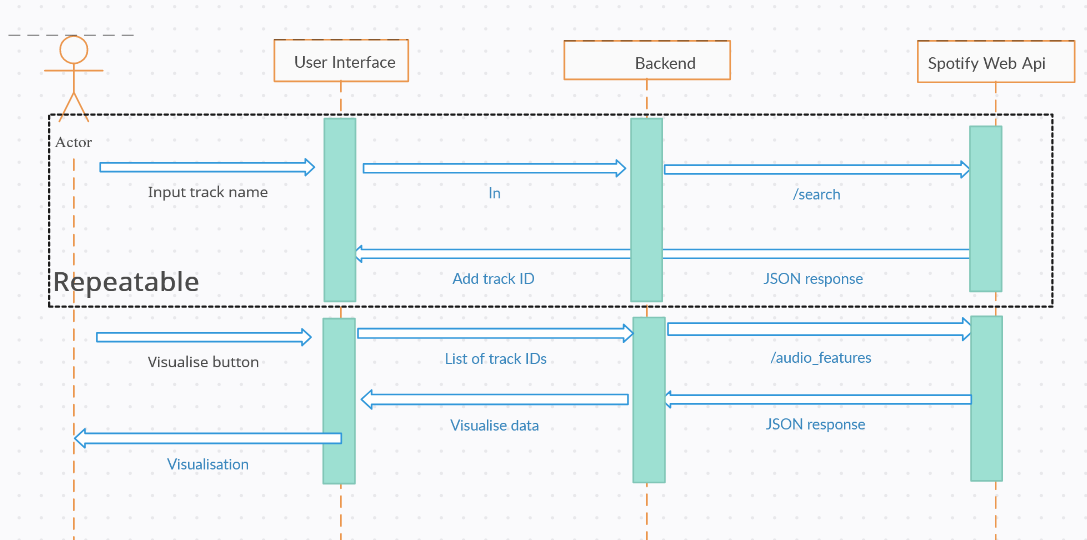 User Interface
Backend
Spotify Web Api
Actor
Input track name
In
/search
Add track ID
JSON response
Repeatable
Visualise button
List of track IDs
/audio_features
Visualise data
JSON response
Visualisation